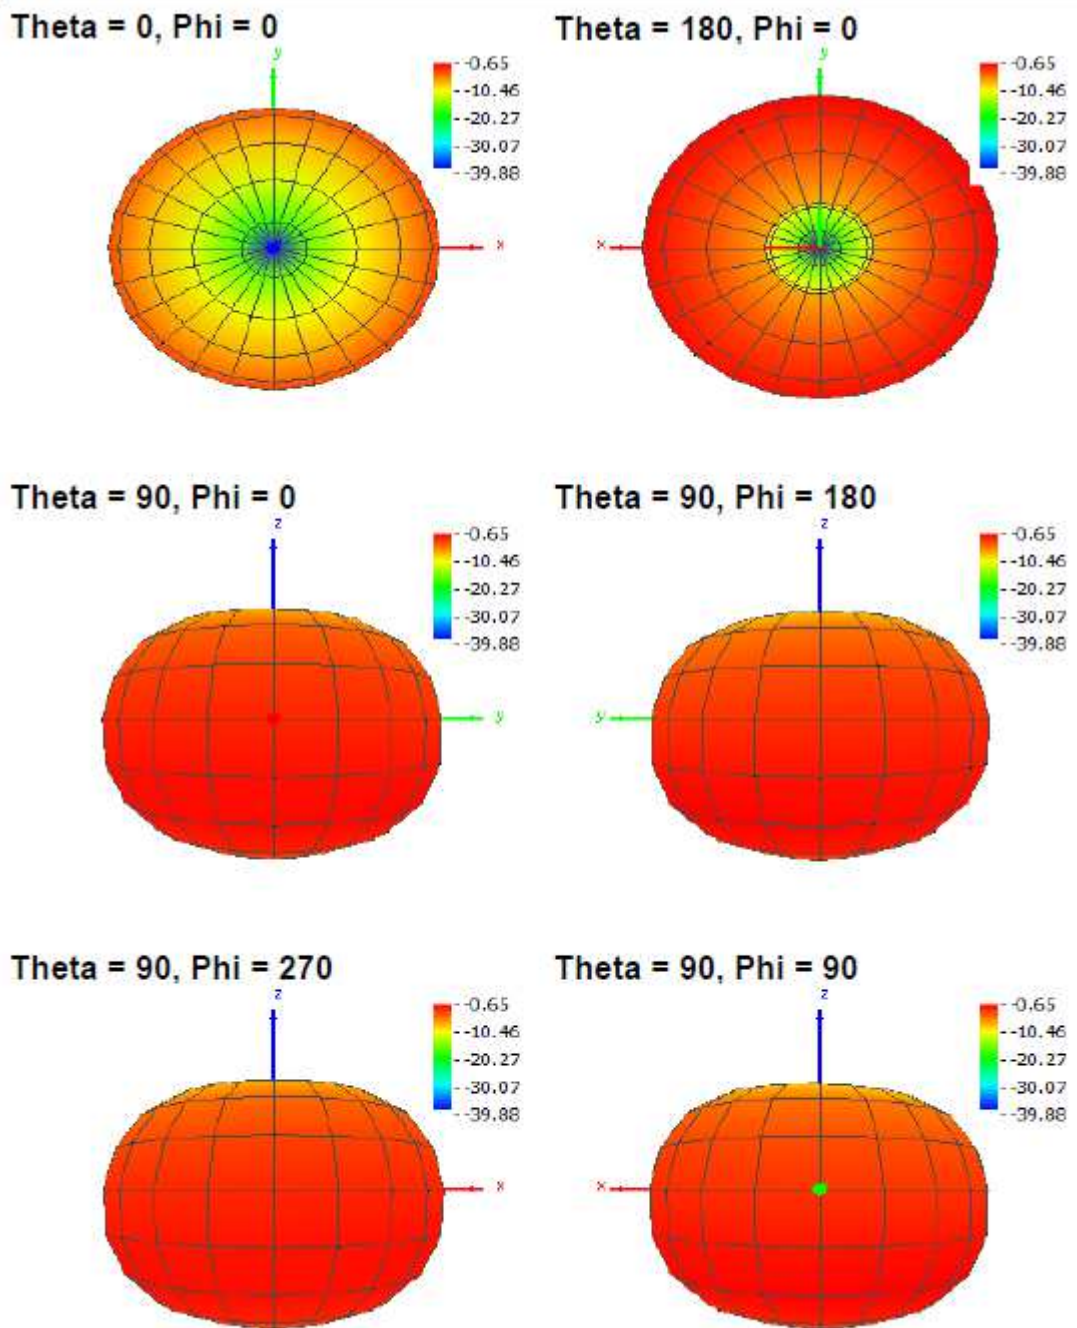 Theta = 0, Phi = 0
y
-0.65
-10.46
-20.27
-30.07
-39.88
x
Theta = 180, Phi = 0
y
-0.65
-10.46
-20.27
-30.07
-39.88
x
Theta = 90, Phi = 0
z
-0.65
-10.46
-20.27
-30.07
-39.88
y
Theta = 90, Phi = 180
z
-0.65
-10.46
-20.27
-30.07
-39.88
y
Theta = 90, Phi = 270
z
-0.65
-10.46
-20.27
-30.07
-39.88
x
Theta = 90, Phi = 90
z
-0.65
-10.46
-20.27
-30.07
-39.88
x